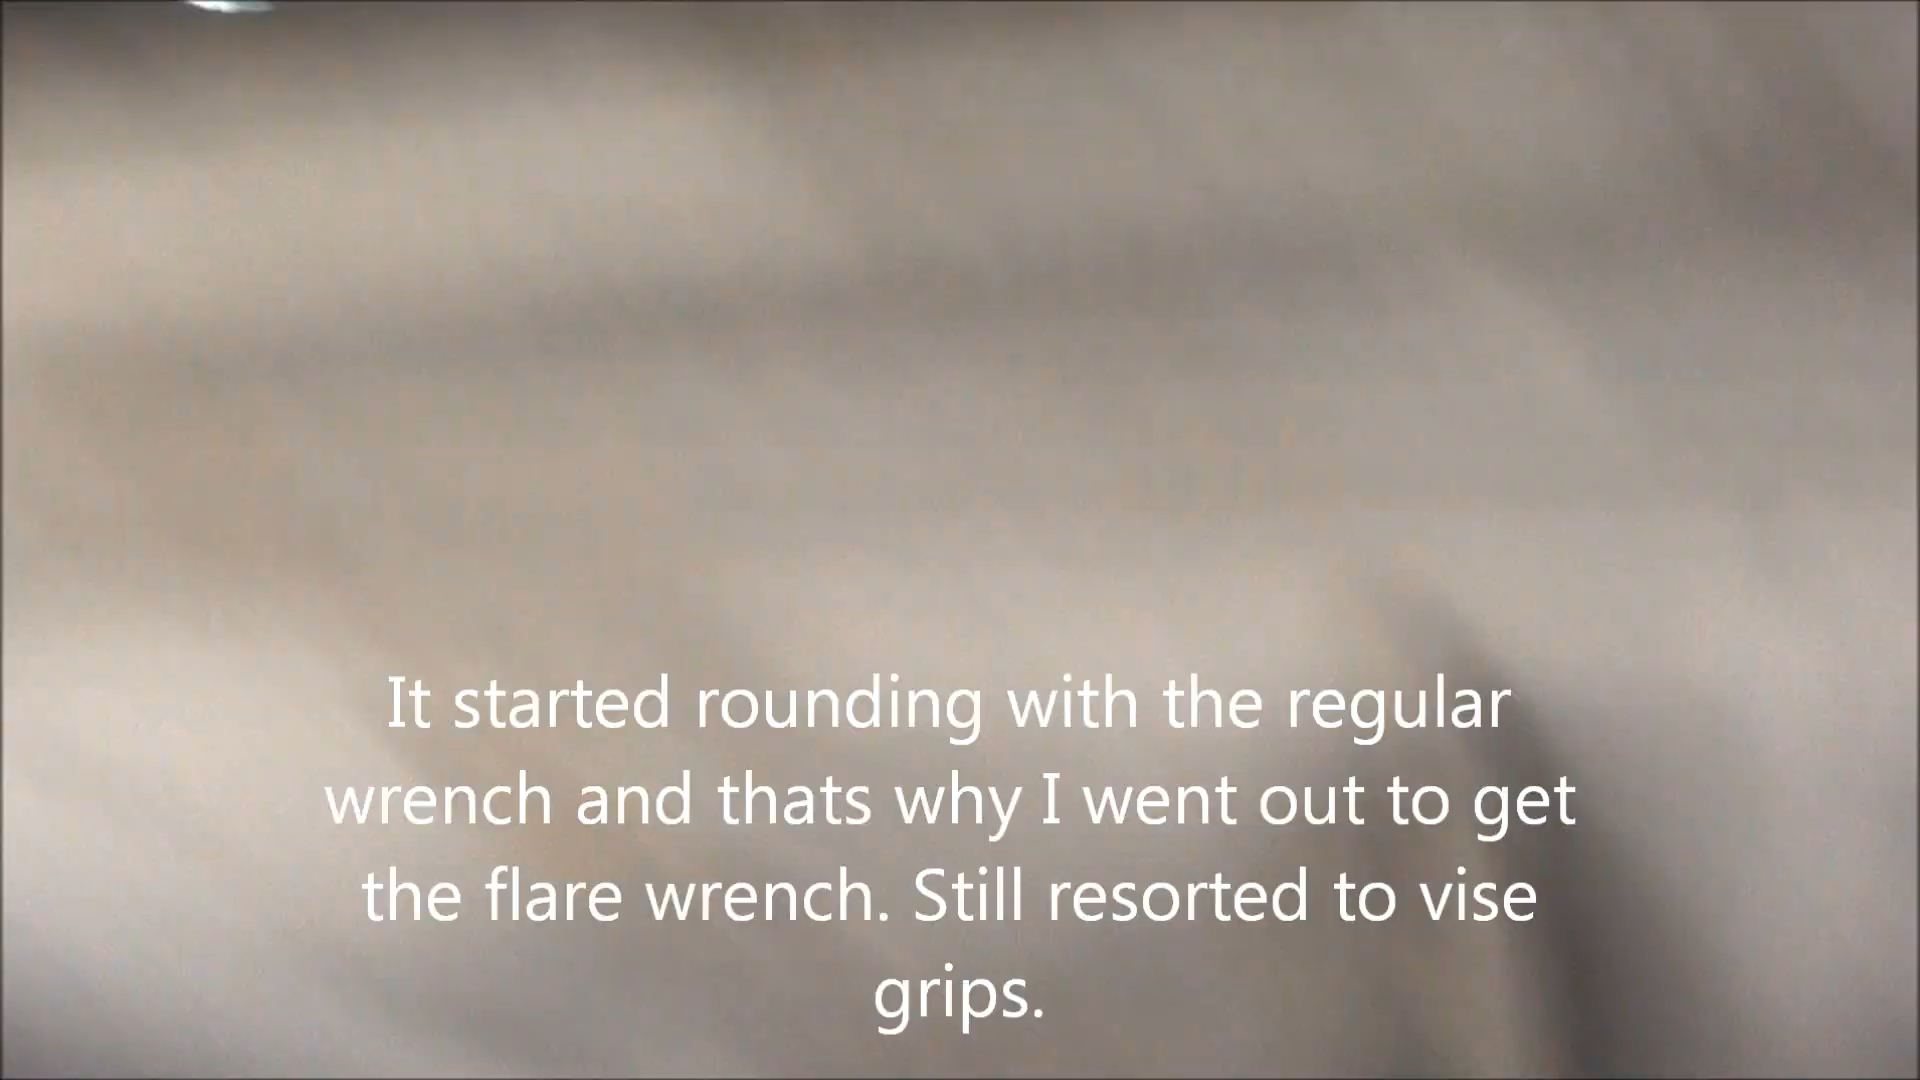 It started rounding with the regular
wrench and thats why I went out to get
the flare wrench. Still resorted to vise
grips.